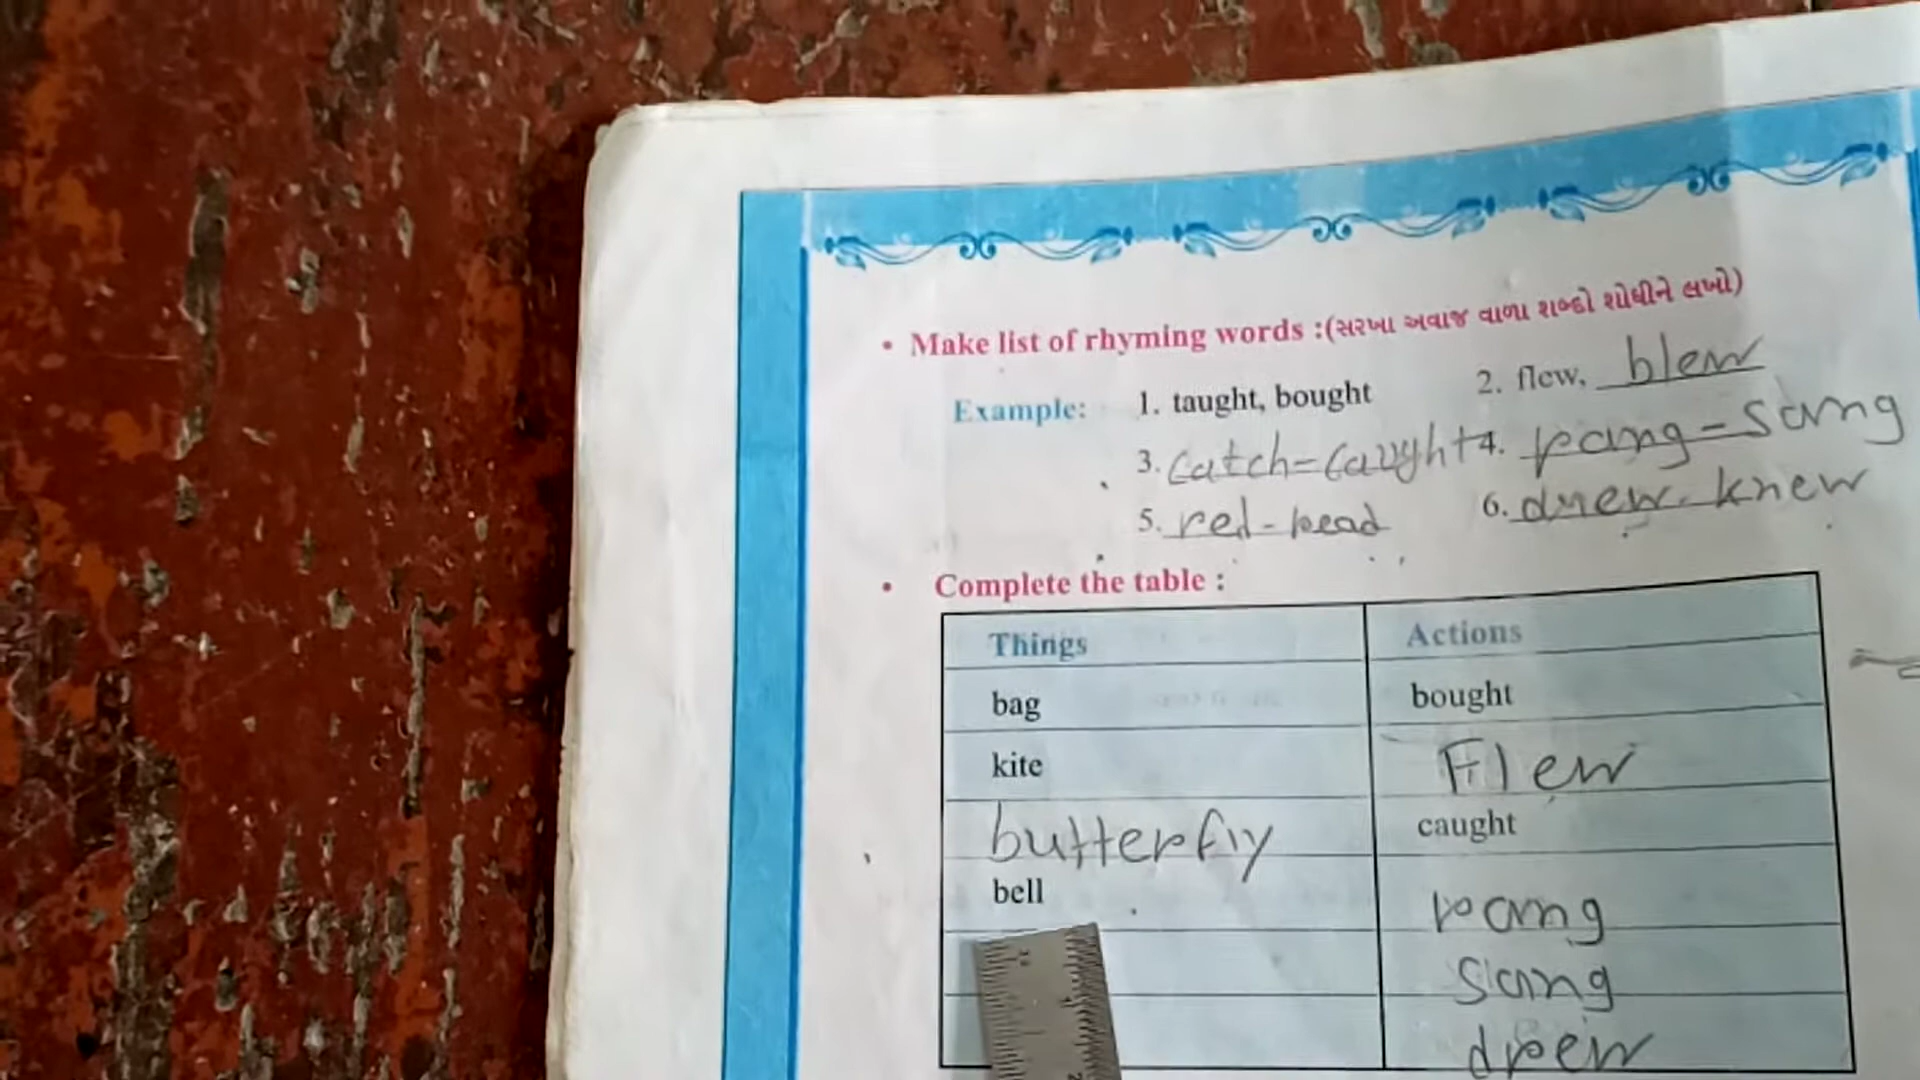 • Make list of rhyming words :(સરખા અવાજ વાળા શબ્દો શોધીને લખો)
Example: 1. taught, bought 2. flew, blew
3. catch-caught 4. rang-sang
5. red-read 6. drew-knew
• Complete the table :
Things Actions
bag bought
kite Flew
butterfly caught
bell rang
sang
drew